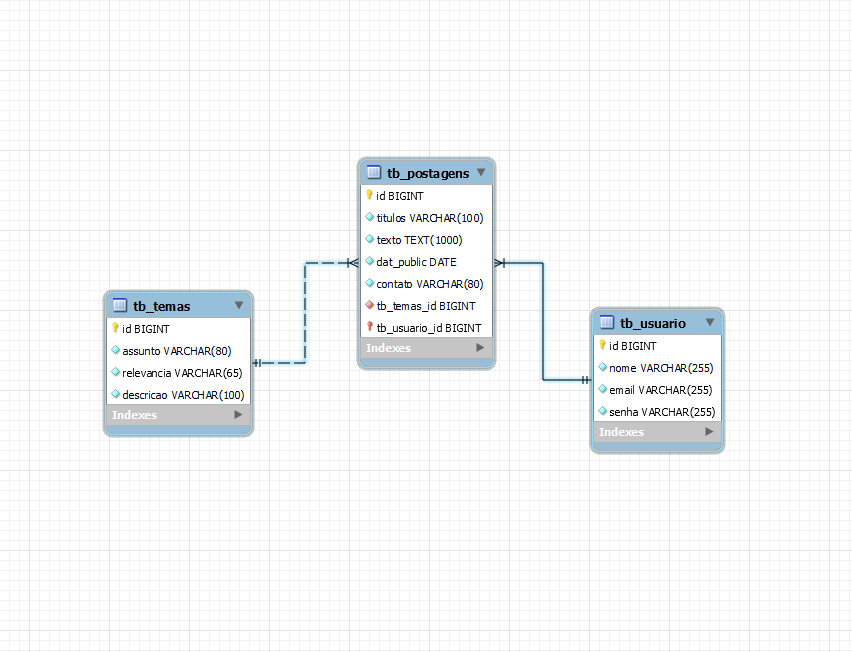 tb_postagens
id BIGINT
titulos VARCHAR(100)
texto TEXT(1000)
dat_public DATE
contato VARCHAR(80)
tb_temas_id BIGINT
tb_usuario_id BIGINT
Indexes
tb_temas
id BIGINT
assunto VARCHAR(80)
relevancia VARCHAR(65)
descricao VARCHAR(100)
Indexes
tb_usuario
id BIGINT
nome VARCHAR(255)
email VARCHAR(255)
senha VARCHAR(255)
Indexes